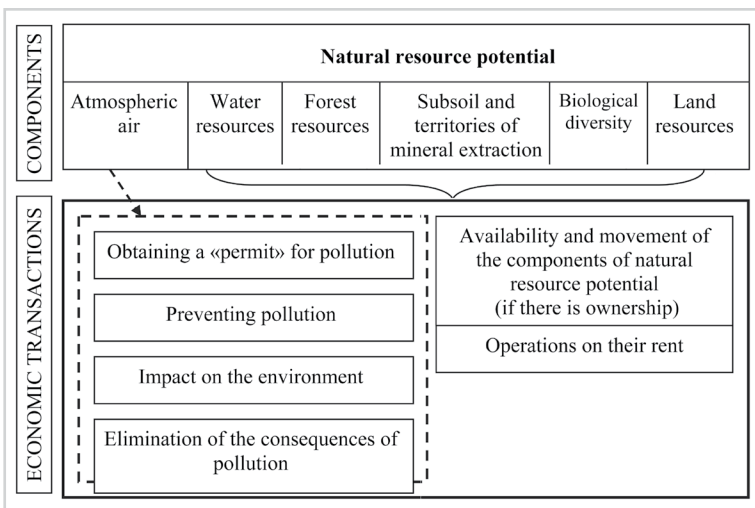 COMPONENTS
Natural resource potential
Atmospheric
air
Water
resources
Forest
resources
Subsoil and
territories of
mineral extraction
Biological
diversity
Land
resources
ECONOMIC TRANSACTIONS
Obtaining a «permit» for pollution
Preventing pollution
Impact on the environment
Elimination of the consequences of
pollution
Availability and movement of
the components of natural
resource potential
(if there is ownership)
Operations on their rent